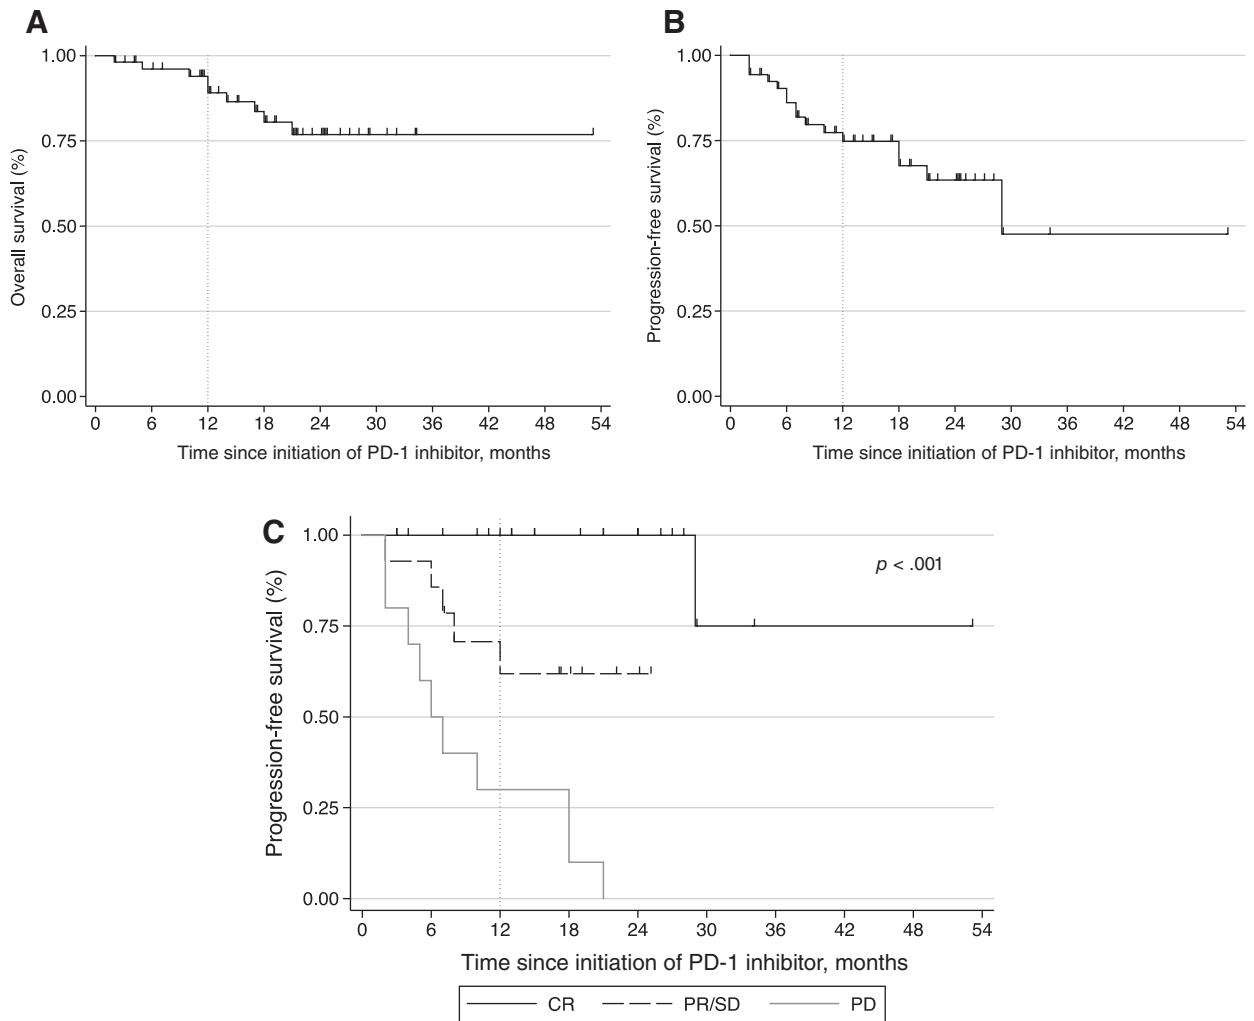 A
1.00
0.75
0.50
0.25
0.00
Overall survival (%)
0 6 12 18 24 30 36 42 48 54
Time since initiation of PD-1 inhibitor, months
B
1.00
0.75
0.50
0.25
0.00
Progression-free survival (%)
0 6 12 18 24 30 36 42 48 54
Time since initiation of PD-1 inhibitor, months
C
1.00
0.75
0.50
0.25
0.00
Progression-free survival (%)
p < .001
0 6 12 18 24 30 36 42 48 54
Time since initiation of PD-1 inhibitor, months
CR PR/SD PD